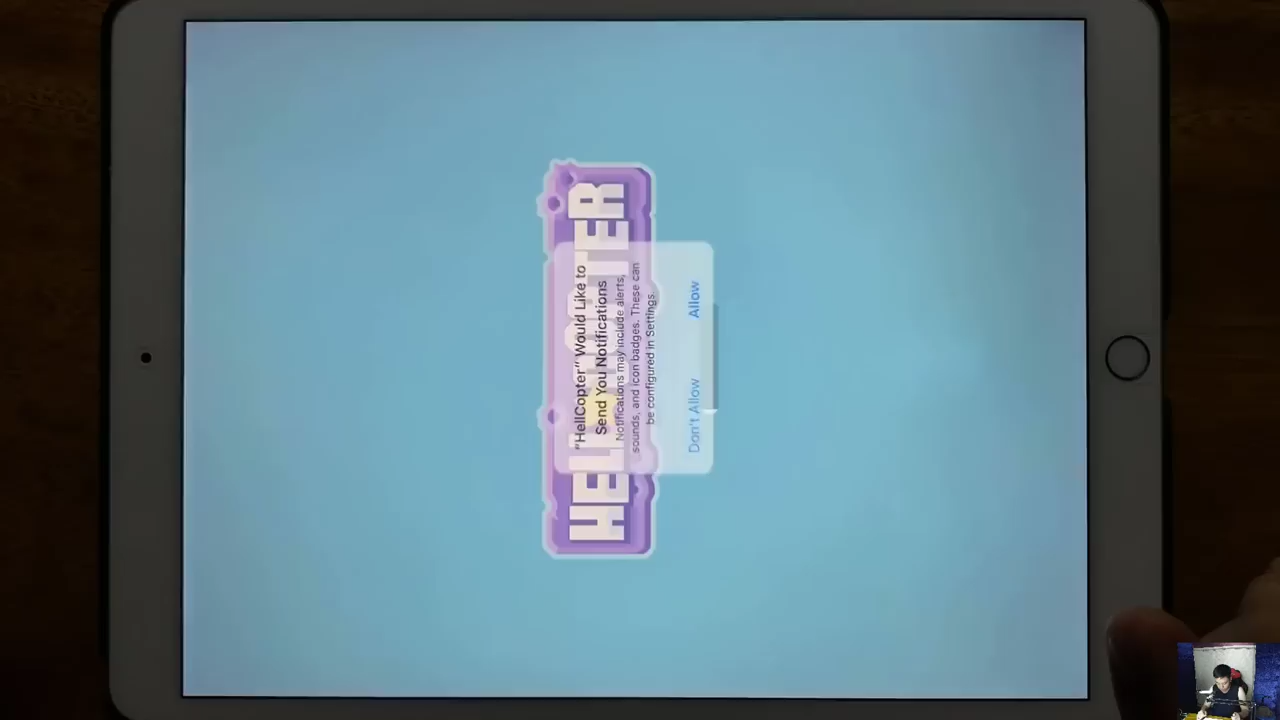 HELLCOPTER
"HellCopter" Would Like to
Send You Notifications
Notifications may include alerts,
sounds, and icon badges. These can
be configured in Settings.
Don't Allow
Allow